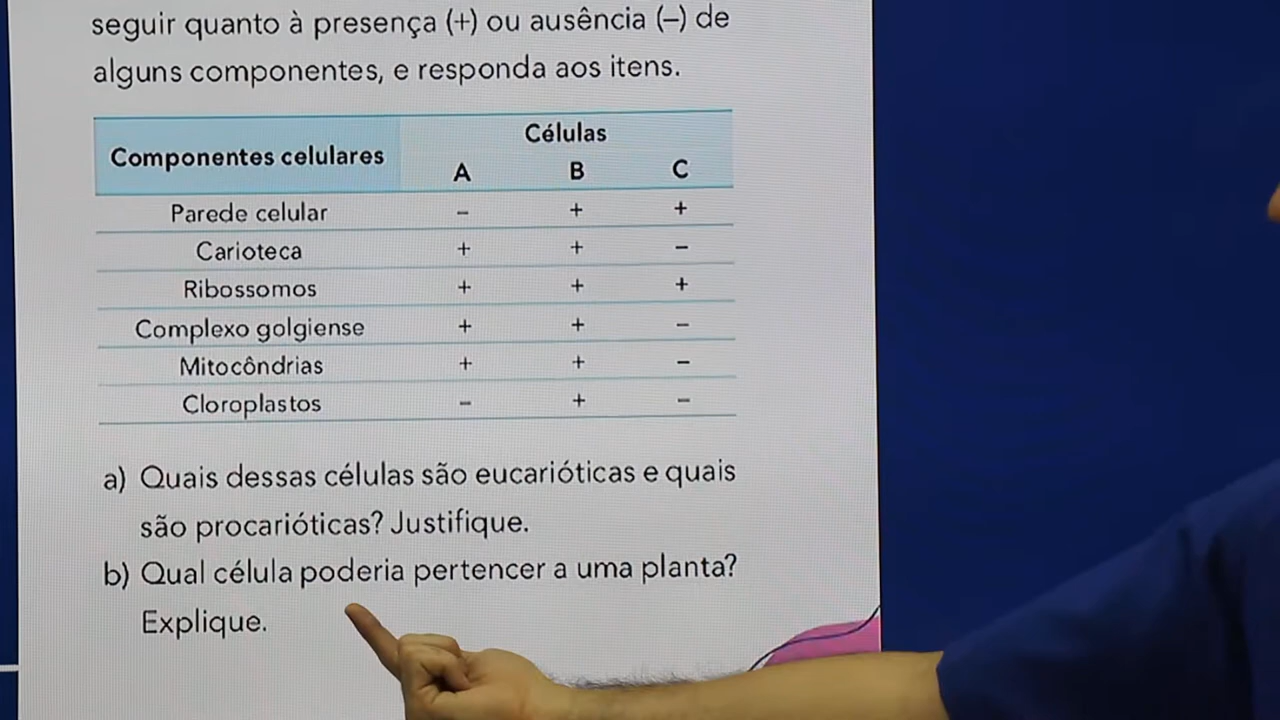 seguir quanto à presença (+) ou ausência (–) de
alguns componentes, e responda aos itens.
Componentes celulares
Células
A B C
Parede celular – + +
Carioteca + + –
Ribossomos + + +
Complexo golgiense + + –
Mitocôndrias + + –
Cloroplastos – + –
a) Quais dessas células são eucarióticas e quais
são procarióticas? Justifique.
b) Qual célula poderia pertencer a uma planta?
Explique.